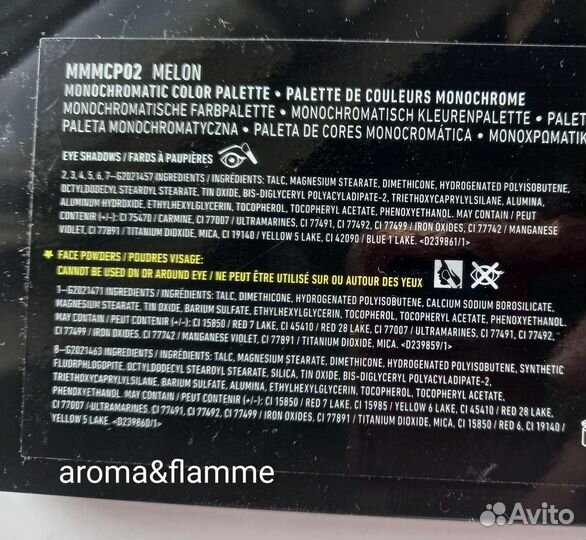 MMMCP02 MELON
MONOCHROMATIC COLOR PALETTE • PALETTE DE COULEURS MONOCHROME
MONOCHROMATISCHE FARBPALETTE • MONOCHROMATISCH KLEURENPALETTE •
PALETA MONOCHROMATYCZNA • PALETA DE CORES MONOCROMÁTICA •
EYE SHADOWS / FARDS À PAUPIÈRES
2, 3, 4, 5, 6, 7–G2021457 INGREDIENTS / INGRÉDIENTS: TALC, MAGNESIUM STEARATE, DIMETHICONE, HYDROGENATED POLYISOBUTENE,
OCTYLDODECYL STEAROYL STEARATE, TIN OXIDE, BIS-DIGLYCERYL POLYACYLADIPATE-2, TRIETHOXYCAPRYLYLSILANE, ALUMINA,
ALUMINUM HYDROXIDE, ETHYLHEXYLGLYCERIN, TOCOPHEROL, TOCOPHERYL ACETATE, PHENOXYETHANOL. MAY CONTAIN / PEUT
CONTENIR (+/-): CI 75470 / CARMINE, CI 77007 / ULTRAMARINES, CI 77491, CI 77492, CI 77499 / IRON OXIDES, CI 77742 / MANGANESE
VIOLET, CI 77891 / TITANIUM DIOXIDE, MICA, CI 19140 / YELLOW 5 LAKE, CI 42090 / BLUE 1 LAKE. <D239861/1>
FACE POWDERS / POUDRES VISAGE:
CANNOT BE USED ON OR AROUND EYE / NE PEUT ÊTRE UTILISÉ SUR OU AUTOUR DES YEUX
1–G2021471 INGREDIENTS / INGRÉDIENTS: TALC, DIMETHICONE, HYDROGENATED POLYISOBUTENE, CALCIUM SODIUM BOROSILICATE,
MAGNESIUM STEARATE, TIN OXIDE, BARIUM SULFATE, ETHYLHEXYLGLYCERIN, TOCOPHEROL, TOCOPHERYL ACETATE, PHENOXYETHANOL.
MAY CONTAIN / PEUT CONTENIR (+/-): CI 15850 / RED 7 LAKE, CI 45410 / RED 28 LAKE, CI 77007 / ULTRAMARINES, CI 77491, CI 77492,
CI 77499 / IRON OXIDES, CI 77742 / MANGANESE VIOLET, CI 77891 / TITANIUM DIOXIDE, MICA. <D239859/1>
8–G2021463 INGREDIENTS / INGRÉDIENTS: TALC, MAGNESIUM STEARATE, DIMETHICONE, HYDROGENATED POLYISOBUTENE, SYNTHETIC
FLUORPHLOGOPITE, OCTYLDODECYL STEAROYL STEARATE, SILICA, TIN OXIDE, BIS-DIGLYCERYL POLYACYLADIPATE-2,
TRIETHOXYCAPRYLYLSILANE, BARIUM SULFATE, ALUMINA, ETHYLHEXYLGLYCERIN, TOCOPHEROL, TOCOPHERYL ACETATE,
PHENOXYETHANOL. MAY CONTAIN / PEUT CONTENIR (+/-): CI 15850 / RED 7 LAKE, CI 15985 / YELLOW 6 LAKE, CI 45410 / RED 28 LAKE,
CI 77007 / ULTRAMARINES, CI 77491, CI 77492, CI 77499 / IRON OXIDES, CI 77891 / TITANIUM DIOXIDE, MICA, CI 15850 / RED 6, CI 19140 /
YELLOW 5 LAKE. <D239860/1>
aroma&flamme
Avito